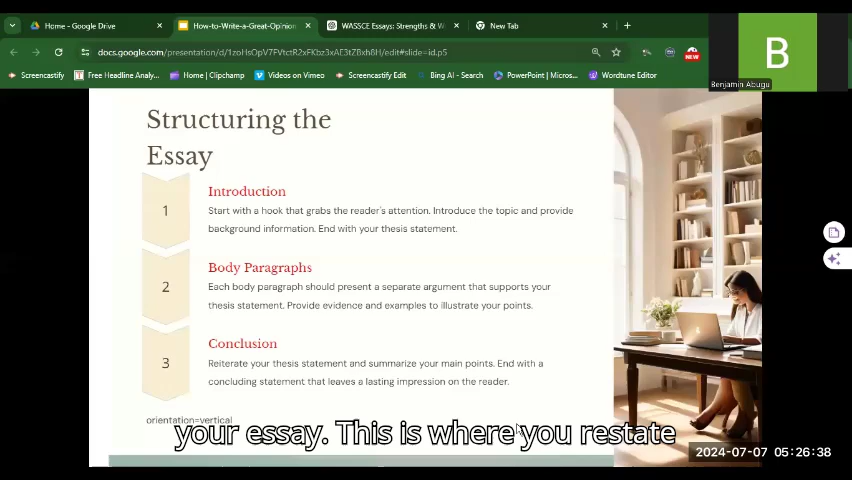 Home - Google Drive
How-to-Write-a-Great-Opinion
WASSCE Essays: Strengths & W
New Tab
docs.google.com/presentation/d/1zoHsOpV7FVtctR2xFKbz3xAE3tZBxh8H/edit#slide=id.p5
NEW
Screencastify
Free Headline Analy...
Home | Clipchamp
Videos on Vimeo
Screencastify Edit
Bing AI - Search
PowerPoint | Micros...
Wordtune Editor
B
Benjamin Abugu
Structuring the
Essay
1
Introduction
Start with a hook that grabs the reader's attention. Introduce the topic and provide
background information. End with your thesis statement.
2
Body Paragraphs
Each body paragraph should present a separate argument that supports your
thesis statement. Provide evidence and examples to illustrate your points.
3
Conclusion
Reiterate your thesis statement and summarize your main points. End with a
concluding statement that leaves a lasting impression on the reader.
orientation=vertical
your essay. This is where you restate
2024-07-07 05:26:38